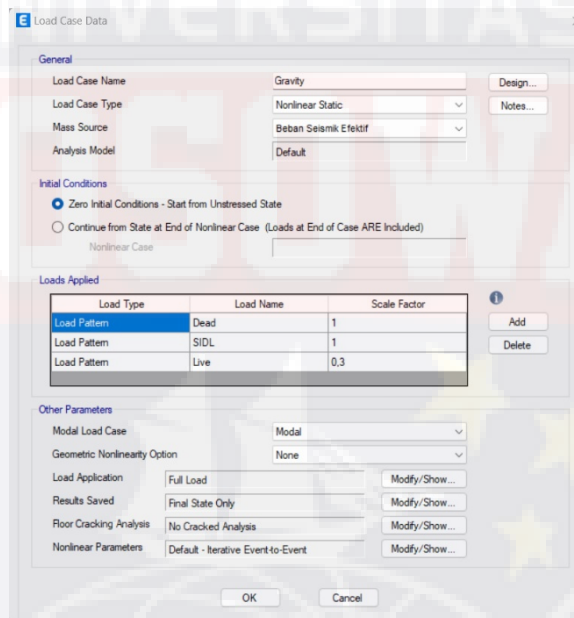 UNIVERSITAS
BOSOWA
E Load Case Data
General
Load Case Name Gravity Design...
Load Case Type Nonlinear Static Notes...
Mass Source Beban Seismik Efektif
Analysis Model Default
Initial Conditions
Zero Initial Conditions - Start from Unstressed State
Continue from State at End of Nonlinear Case (Loads at End of Case ARE Included)
Nonlinear Case
Loads Applied
Load Type Load Name Scale Factor
Load Pattern Dead 1 Add
Load Pattern SIDL 1 Delete
Load Pattern Live 0,3
Other Parameters
Modal Load Case Modal
Geometric Nonlinearity Option None
Load Application Full Load Modify/Show...
Results Saved Final State Only Modify/Show...
Floor Cracking Analysis No Cracked Analysis Modify/Show...
Nonlinear Parameters Default - Iterative Event-to-Event Modify/Show...
OK Cancel